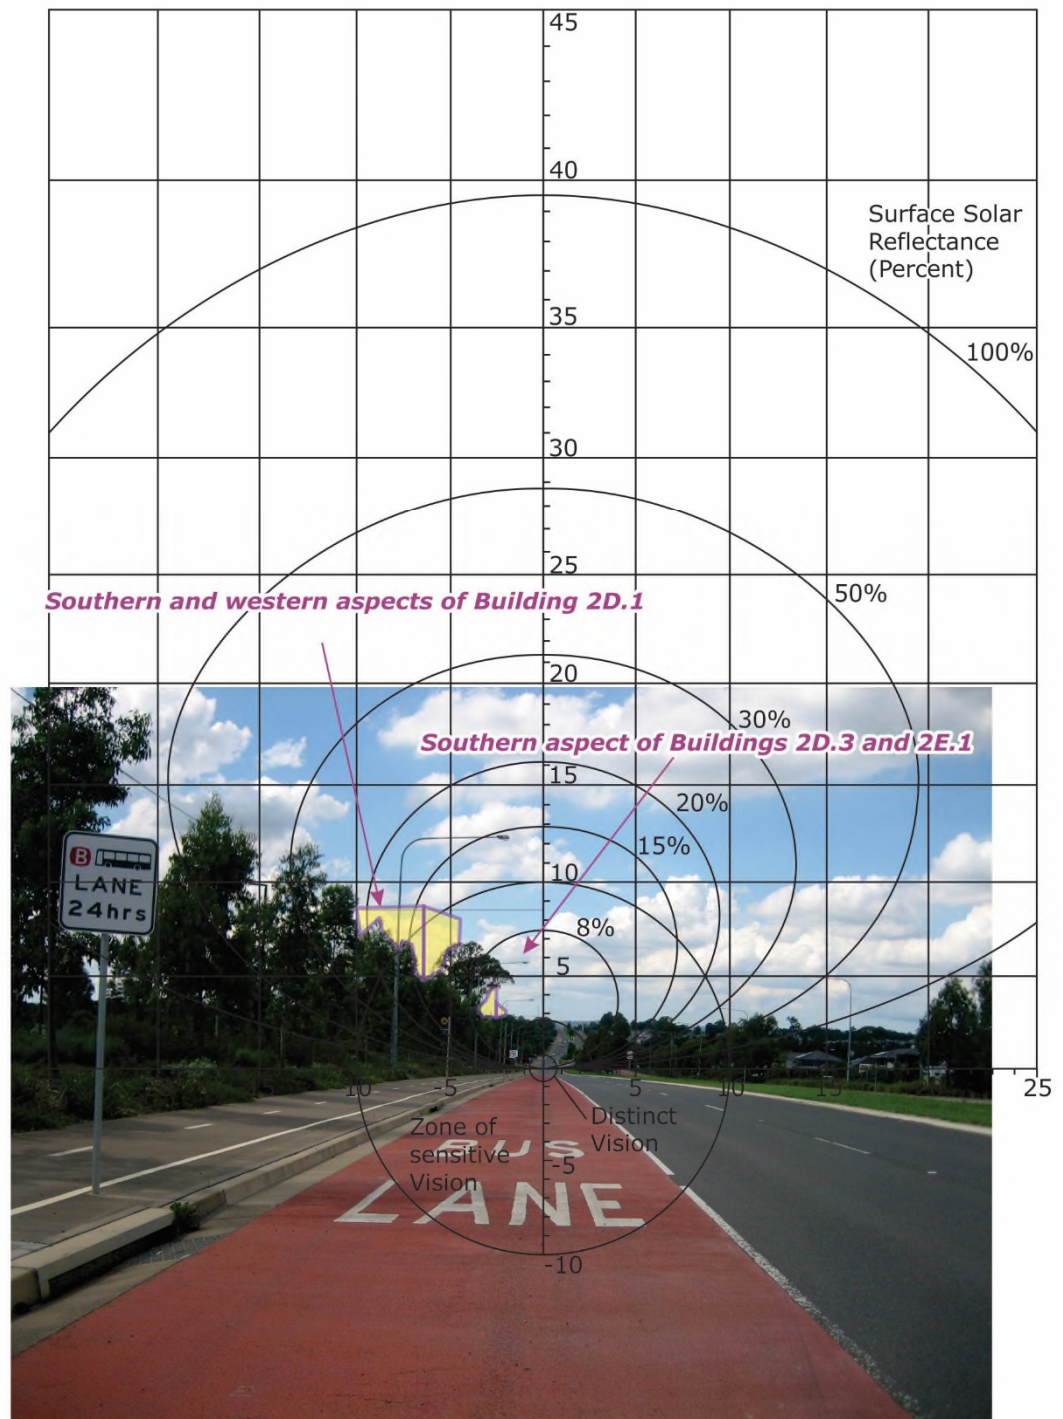 45
40
Surface Solar
Reflectance
(Percent)
35
100%
30
25
50%
Southern and western aspects of Building 2D.1
20
30%
Southern aspect of Buildings 2D.3 and 2E.1
15
20%
15%
B
LANE
24hrs
10
8%
5
10
-5
5
10
15
25
Zone of
sensitive
Vision
Distinct
Vision
BUS
-5
LANE
-10